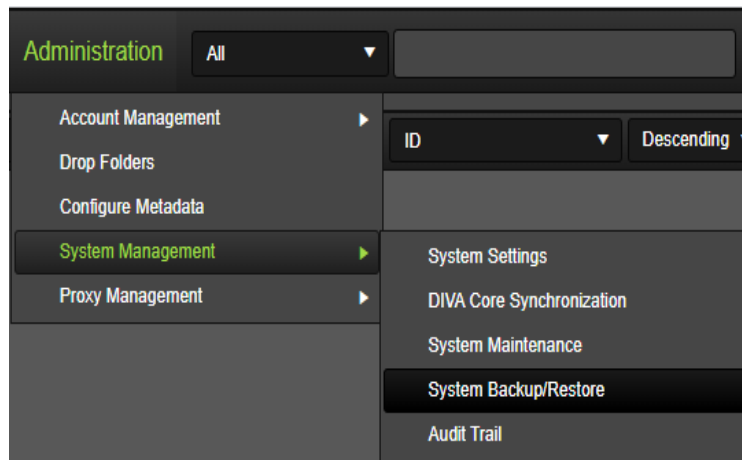 Administration All
Account Management
ID Descending
Drop Folders
Configure Metadata
System Management
System Settings
Proxy Management
DIVA Core Synchronization
System Maintenance
System Backup/Restore
Audit Trail